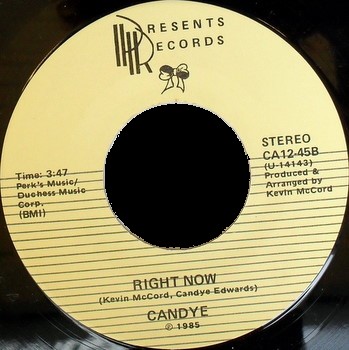 PRESENTS
RECORDS
Time: 3:47
Perk's Music/
Duchess Music
Corp.
(BMI)
STEREO
CA12-45B
(U-14143)
Produced &
Arranged by
Kevin McCord
RIGHT NOW
(Kevin McCord, Candye Edwards)
CANDYE
℗ 1985